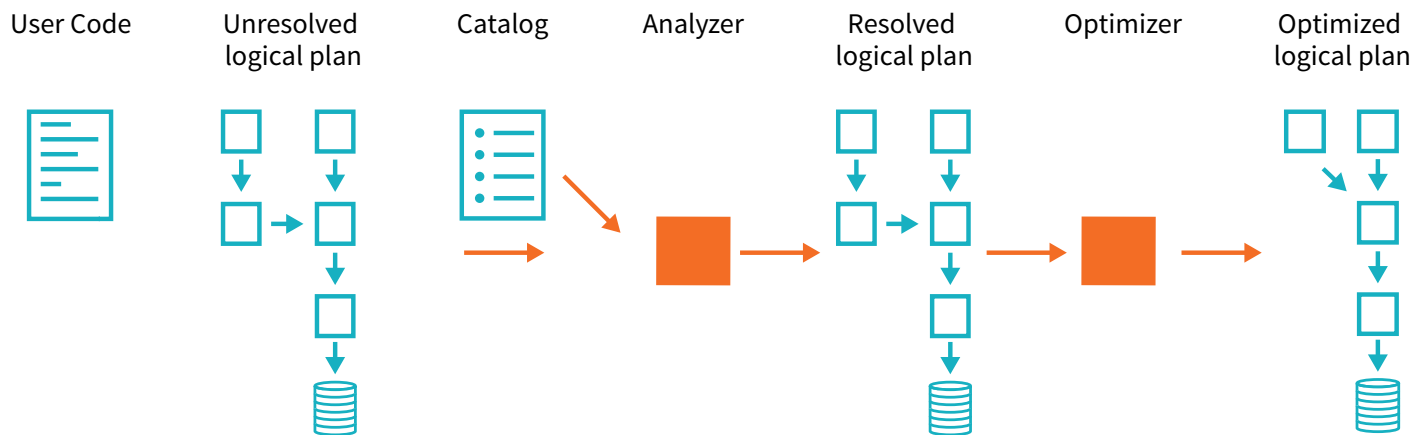 User Code
Unresolved
logical plan
Catalog
Analyzer
Resolved
logical plan
Optimizer
Optimized
logical plan